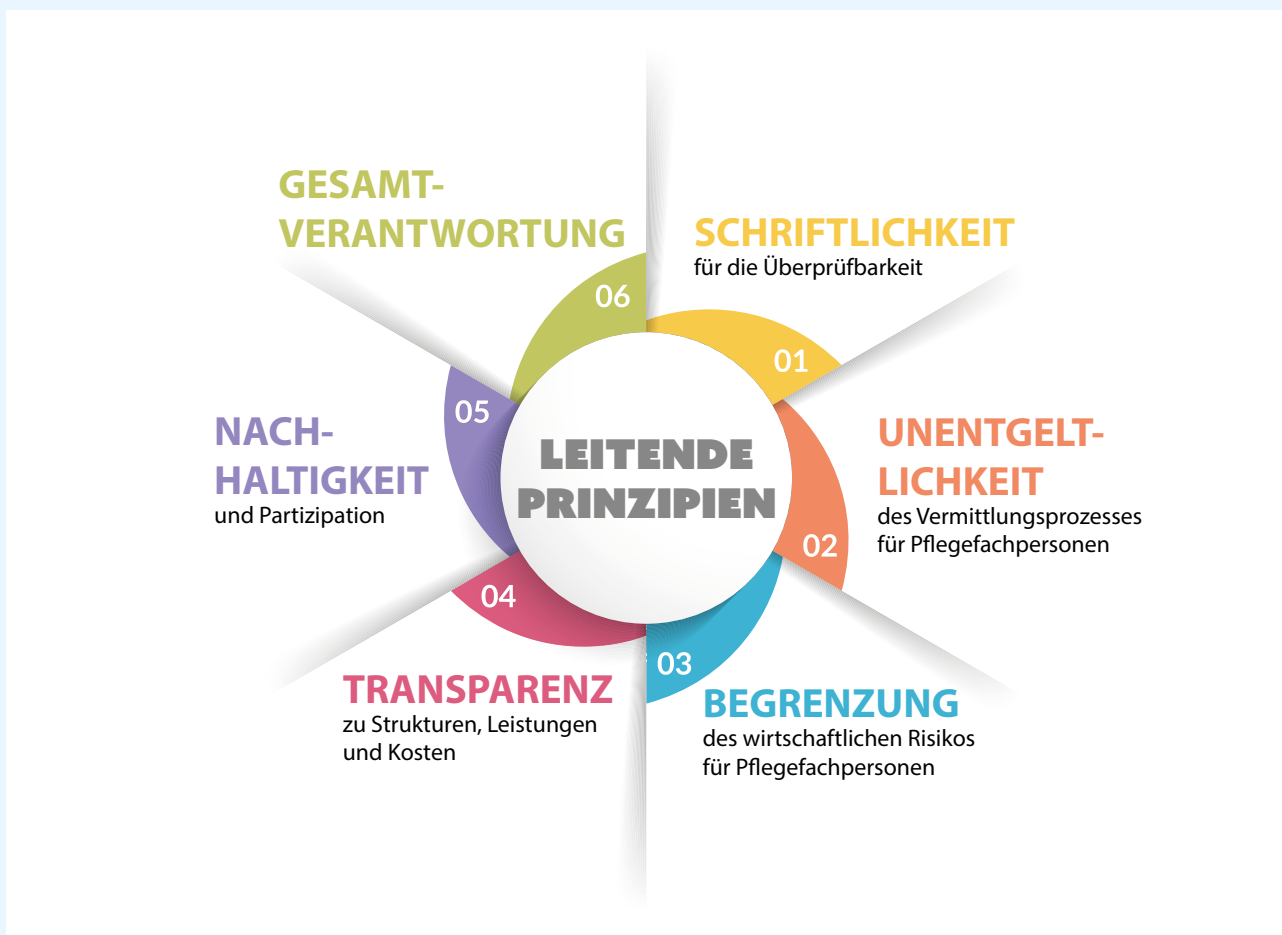 LEITENDE
PRINZIPIEN
01
SCHRIFTLICHKEIT
für die Überprüfbarkeit
02
UNENTGELT-
LICHKEIT
des Vermittlungsprozesses
für Pflegefachpersonen
03
BEGRENZUNG
des wirtschaftlichen Risikos
für Pflegefachpersonen
04
TRANSPARENZ
zu Strukturen, Leistungen
und Kosten
05
NACH-
HALTIGKEIT
und Partizipation
06
GESAMT-
VERANTWORTUNG